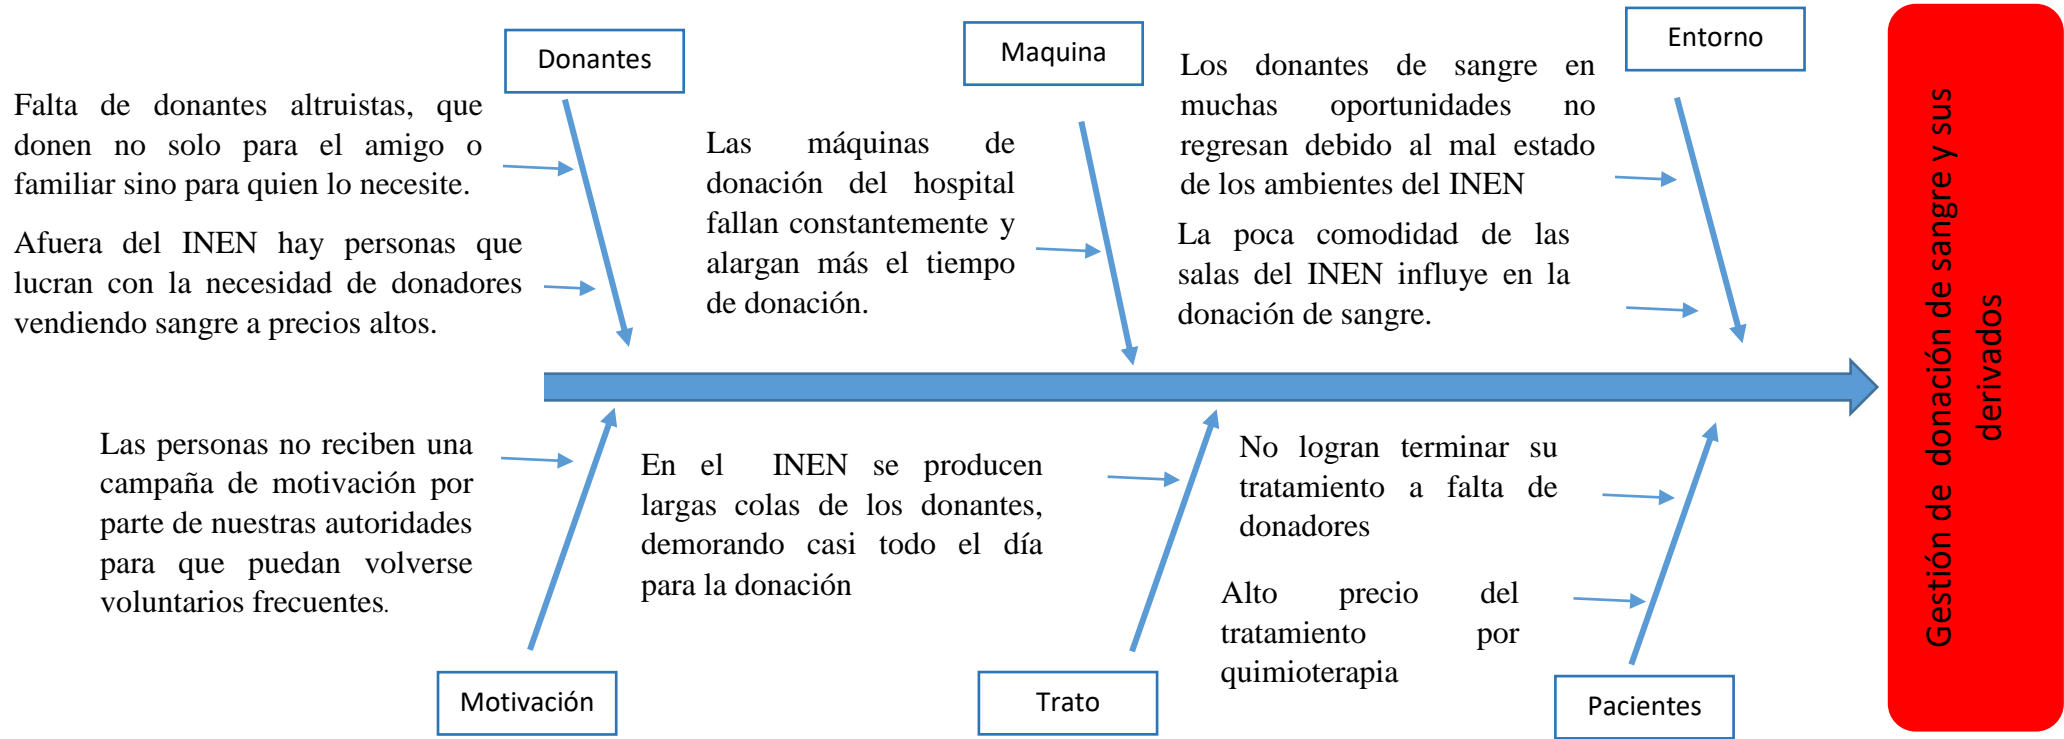 Donantes
Falta de donantes altruistas, que
donen no solo para el amigo o
familiar sino para quien lo necesite.
Afuera del INEN hay personas que
lucran con la necesidad de donadores
vendiendo sangre a precios altos.
Maquina
Las máquinas de
donación del hospital
fallan constantemente y
alargan más el tiempo
de donación.
Entorno
Los donantes de sangre en
muchas oportunidades no
regresan debido al mal estado
de los ambientes del INEN
La poca comodidad de las
salas del INEN influye en la
donación de sangre.
Las personas no reciben una
campaña de motivación por
parte de nuestras autoridades
para que puedan volverse
voluntarios frecuentes.
Motivación
En el INEN se producen
largas colas de los donantes,
demorando casi todo el día
para la donación
Trato
No logran terminar su
tratamiento a falta de
donadores
Alto precio del
tratamiento por
quimioterapia
Pacientes
Gestión de donación de sangre y sus
derivados